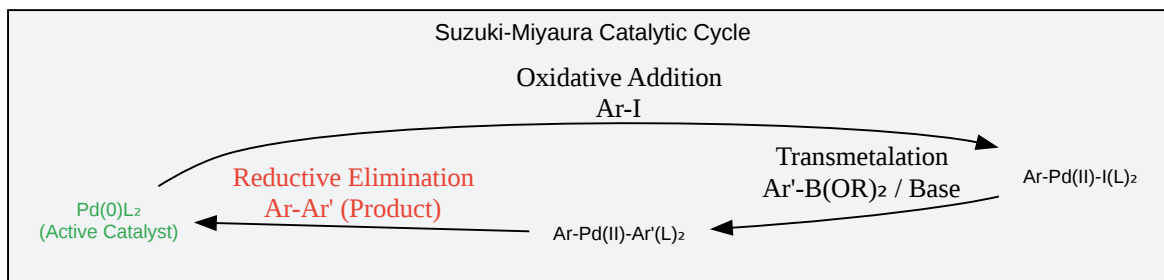 Suzuki-Miyaura Catalytic Cycle
Oxidative Addition
Ar-I
Transmetalation
Ar'-B(OR)₂ / Base
Ar-Pd(II)-I(L)₂
Reductive Elimination
Ar-Ar' (Product)
Pd(0)L₂
(Active Catalyst)
Ar-Pd(II)-Ar'(L)₂